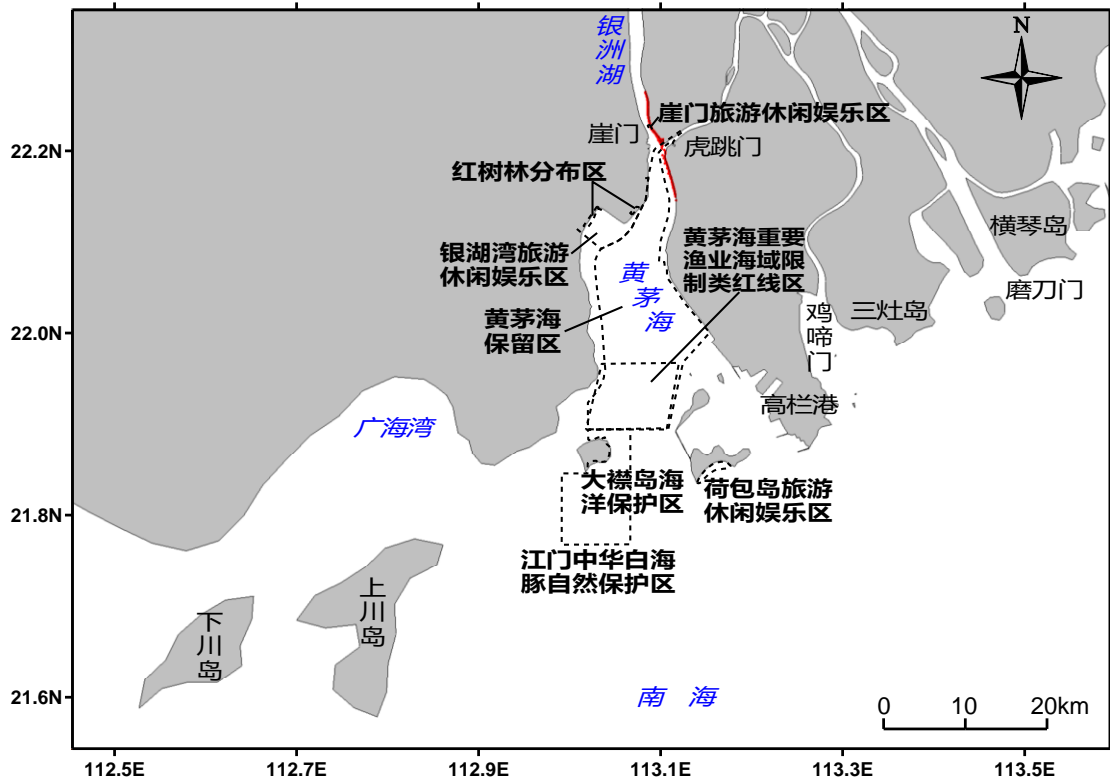 银
洲
湖
N
崖门旅游休闲娱乐区
崖门
虎跳门
22.2N
红树林分布区
横琴岛
黄茅海重要
渔业海域限
制类红线区
银湖湾旅游
休闲娱乐区
黄
茅
海
磨刀门
三灶岛
鸡
啼
门
黄茅海
保留区
22.0N
高栏港
广海湾
大襟岛海
洋保护区
荷包岛旅游
休闲娱乐区
21.8N
江门中华白海
豚自然保护区
上
川
岛
下
川
岛
21.6N
南 海
0 10 20km
112.5E 112.7E 112.9E 113.1E 113.3E 113.5E